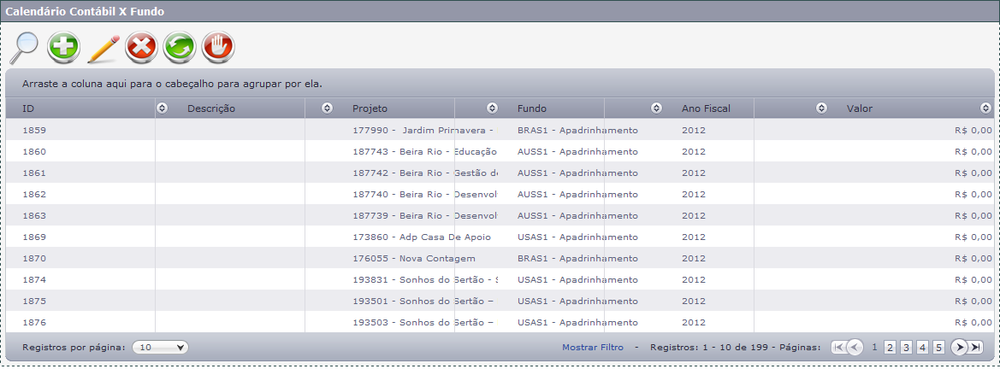 Calendário Contábil X Fundo
Arraste a coluna aqui para o cabeçalho para agrupar por ela.
ID Descrição Projeto Fundo Ano Fiscal Valor
1859 177990 - Jardim Primavera - BRAS1 - Apadrinhamento 2012 R$ 0,00
1860 187743 - Beira Rio - Educação AUSS1 - Apadrinhamento 2012 R$ 0,00
1861 187742 - Beira Rio - Gestão de AUSS1 - Apadrinhamento 2012 R$ 0,00
1862 187740 - Beira Rio - Desenvol AUSS1 - Apadrinhamento 2012 R$ 0,00
1863 187739 - Beira Rio - Desenvol AUSS1 - Apadrinhamento 2012 R$ 0,00
1869 173860 - Adp Casa De Apoio USAS1 - Apadrinhamento 2012 R$ 0,00
1870 176055 - Nova Contagem BRAS1 - Apadrinhamento 2012 R$ 0,00
1874 193831 - Sonhos do Sertão - S USAS1 - Apadrinhamento 2012 R$ 0,00
1875 193501 - Sonhos do Sertão – USAS1 - Apadrinhamento 2012 R$ 0,00
1876 193503 - Sonhos do Sertão – USAS1 - Apadrinhamento 2012 R$ 0,00
Registros por página: 10 Mostrar Filtro - Registros: 1 - 10 de 199 - Páginas: 1 2 3 4 5